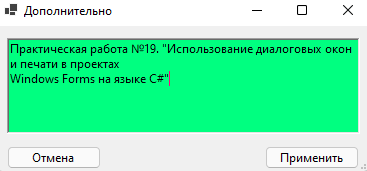 Дополнительно
Практическая работа №19. "Использование диалоговых окон
и печати в проектах
Windows Forms на языке C#"
Отмена
Применить